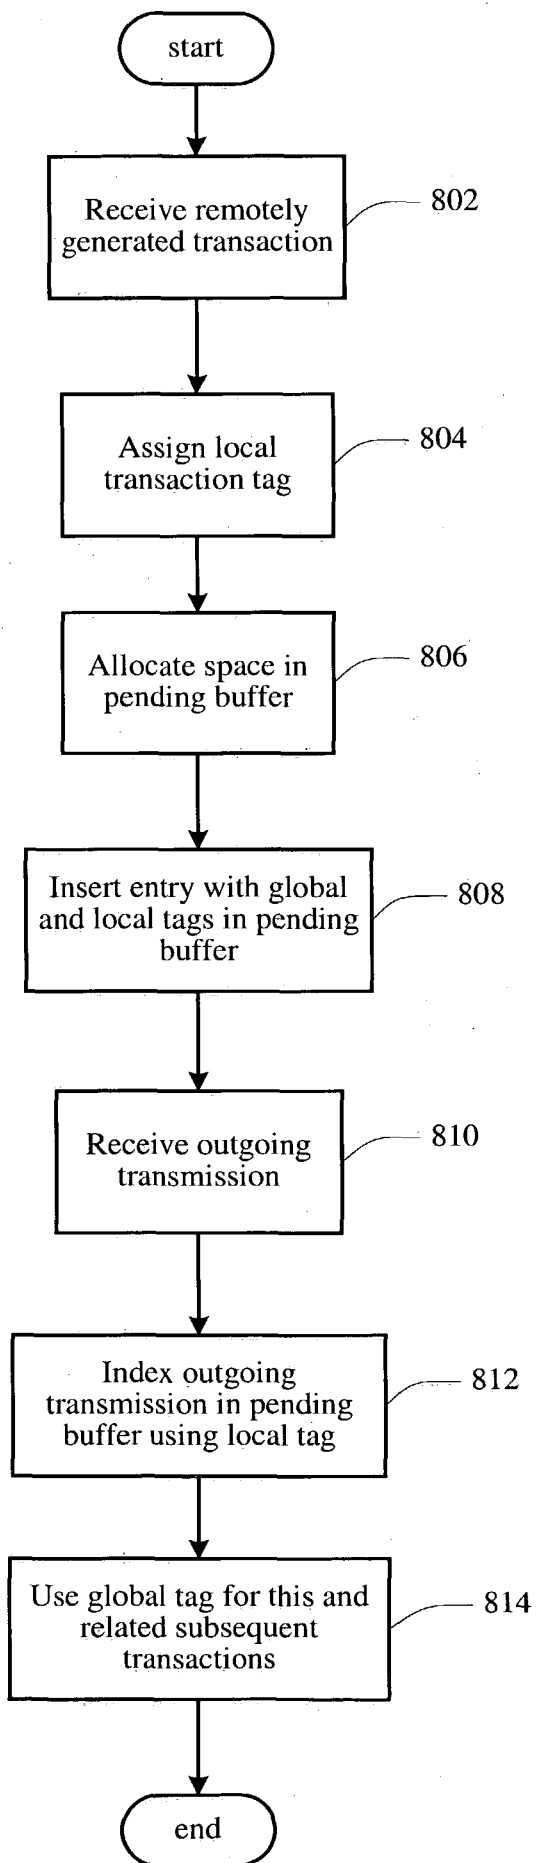 start
Receive remotely
generated transaction
802
Assign local
transaction tag
804
Allocate space in
pending buffer
806
Insert entry with global
and local tags in pending
buffer
808
Receive outgoing
transmission
810
Index outgoing
transmission in pending
buffer using local tag
812
Use global tag for this and
related subsequent
transactions
814
end